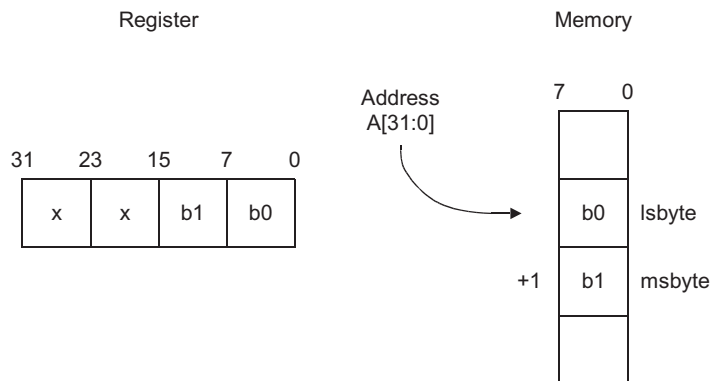 Register
Memory
7 0
Address
A[31:0]
31 23 15 7 0
x x b1 b0
b0 lsbyte
+1 b1 msbyte